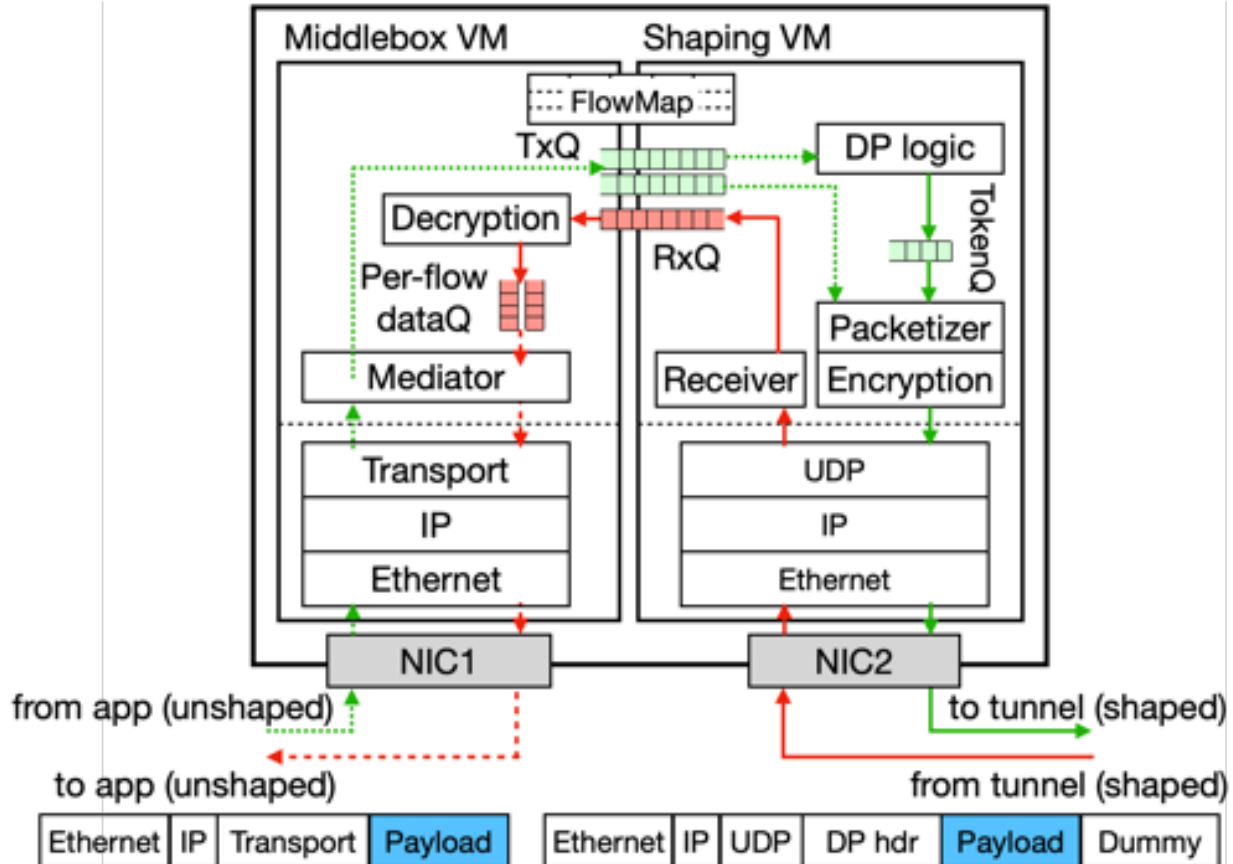 Middlebox VM
Shaping VM
FlowMap
TxQ
DP logic
Decryption
TokenQ
RxQ
Per-flow
dataQ
Packetizer
Mediator
Receiver
Encryption
Transport
UDP
IP
IP
Ethernet
Ethernet
NIC1
NIC2
from app (unshaped)
to tunnel (shaped)
to app (unshaped)
from tunnel (shaped)
Ethernet IP Transport Payload
Ethernet IP UDP DP hdr Payload Dummy